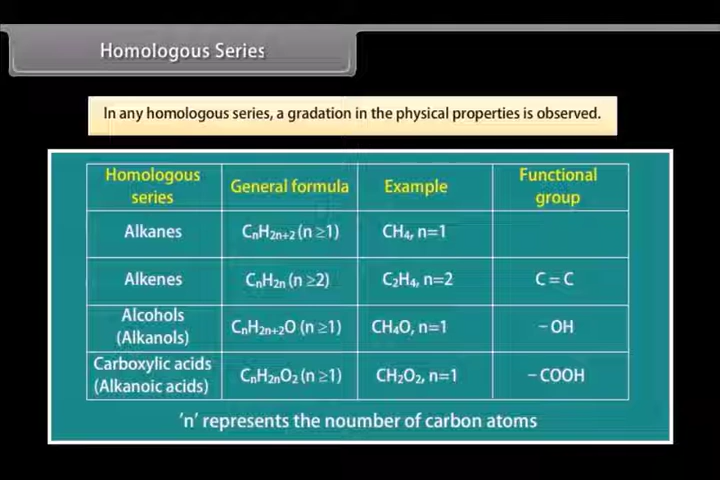 Homologous Series
In any homologous series, a gradation in the physical properties is observed.
Homologous series | General formula | Example | Functional group
Alkanes | CₙH₂ₙ₊₂ (n ≥1) | CH₄, n=1
Alkenes | CₙH₂ₙ (n ≥2) | C₂H₄, n=2 | C = C
Alcohols (Alkanols) | CₙH₂ₙ₊₂O (n ≥1) | CH₄O, n=1 | – OH
Carboxylic acids (Alkanoic acids) | CₙH₂ₙO₂ (n ≥1) | CH₂O₂, n=1 | – COOH
'n' represents the noumber of carbon atoms